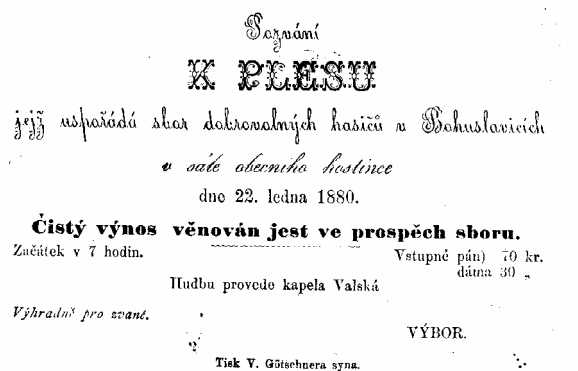 Pozvání
K PLESU
jejž uspořádá sbor dobrovolných hasičů v Bohuslavicích
v sále obecního hostince
dne 22. ledna 1880.
Čistý výnos věnován jest ve prospěch sboru.
Začátek v 7 hodin. Vstupné pán) 70 kr.
dáma 30 „
Hudbu provede kapela Valská
Výhradně pro zvané.
VÝBOR.
Tisk V. Götschnera syna.